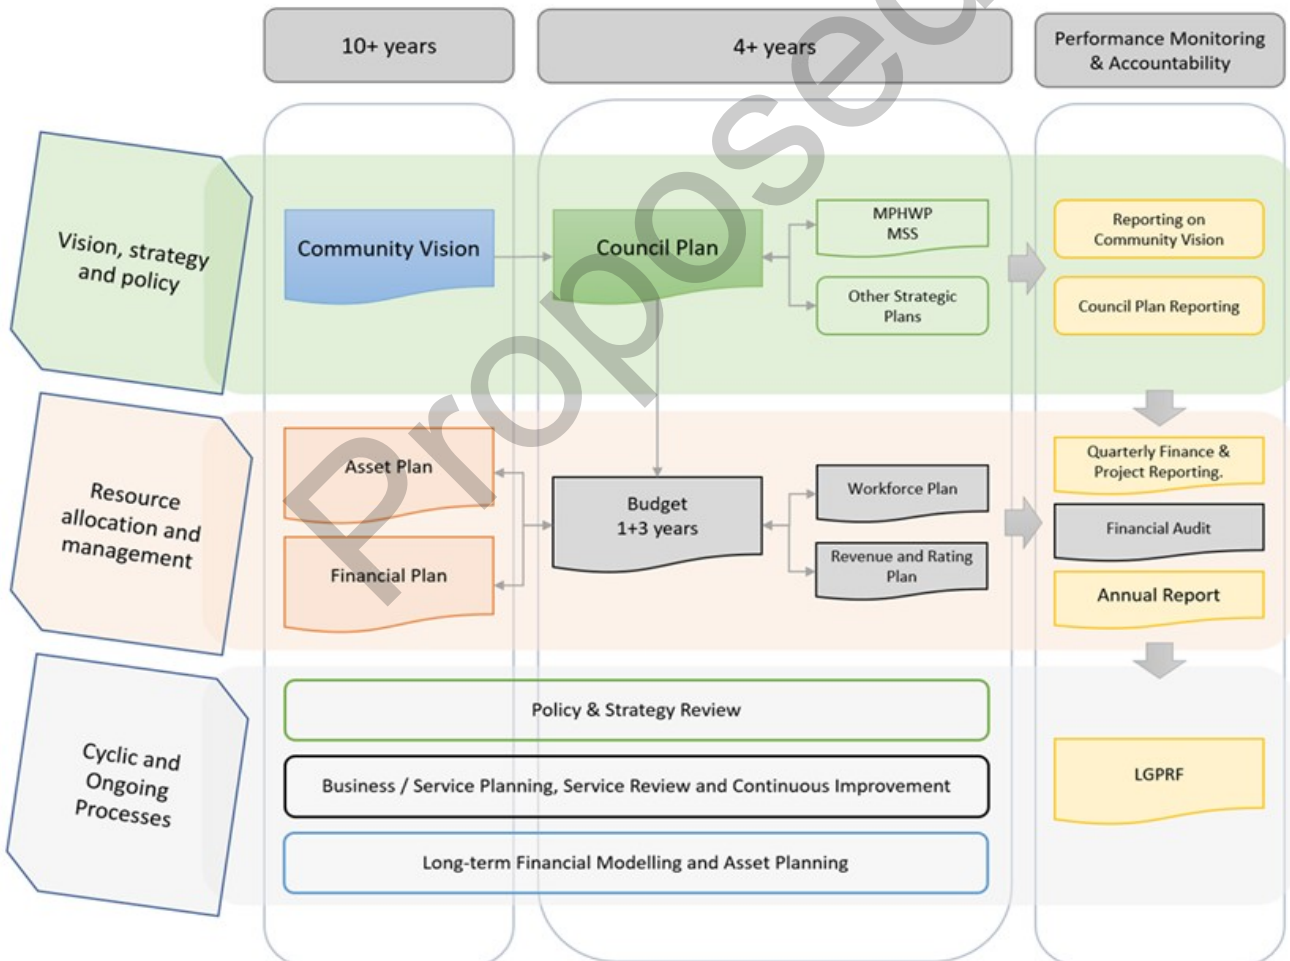 10+ years
4+ years
Performance Monitoring
& Accountability
Vision, strategy
and policy
Community Vision
Council Plan
MPHWP
MSS
Other Strategic
Plans
Reporting on
Community Vision
Council Plan Reporting
Resource
allocation and
management
Asset Plan
Financial Plan
Budget
1+3 years
Workforce Plan
Revenue and Rating
Plan
Quarterly Finance &
Project Reporting.
Financial Audit
Annual Report
Cyclic and
Ongoing
Processes
Policy & Strategy Review
Business / Service Planning, Service Review and Continuous Improvement
Long-term Financial Modelling and Asset Planning
LGPRF
Proposed